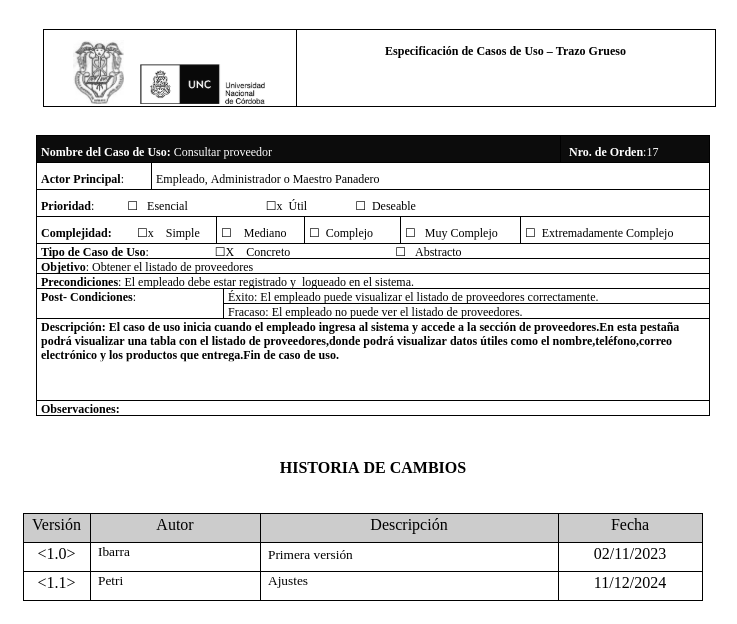 Especificación de Casos de Uso – Trazo Grueso
UNC
Universidad
Nacional
de Córdoba
Nombre del Caso de Uso: Consultar proveedor Nro. de Orden:17
Actor Principal: Empleado, Administrador o Maestro Panadero
Prioridad: ☐ Esencial ☐x Útil ☐ Deseable
Complejidad: ☐x Simple ☐ Mediano ☐ Complejo ☐ Muy Complejo ☐ Extremadamente Complejo
Tipo de Caso de Uso: ☐X Concreto ☐ Abstracto
Objetivo: Obtener el listado de proveedores
Precondiciones: El empleado debe estar registrado y logueado en el sistema.
Post- Condiciones: Éxito: El empleado puede visualizar el listado de proveedores correctamente.
Fracaso: El empleado no puede ver el listado de proveedores.
Descripción: El caso de uso inicia cuando el empleado ingresa al sistema y accede a la sección de proveedores.En esta pestaña
podrá visualizar una tabla con el listado de proveedores,donde podrá visualizar datos útiles como el nombre,teléfono,correo
electrónico y los productos que entrega.Fin de caso de uso.
Observaciones:
HISTORIA DE CAMBIOS
Versión Autor Descripción Fecha
<1.0> Ibarra Primera versión 02/11/2023
<1.1> Petri Ajustes 11/12/2024